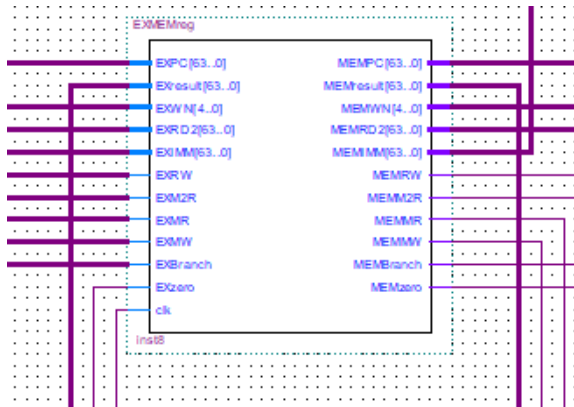 EXMEMreg
EXPC[63..0] MEMPC[63..0]
EXresult[63..0] MEMresult[63..0]
EXWN[4..0] MEMWN[4..0]
EXRD2[63..0] MEMRD2[63..0]
EXIMM[63..0] MEMIMM[63..0]
EXRW MEMRW
EXM2R MEMM2R
EXMR MEMMR
EXMW MEMMW
EXBranch MEMBranch
EXzero MEMzero
clk
inst8